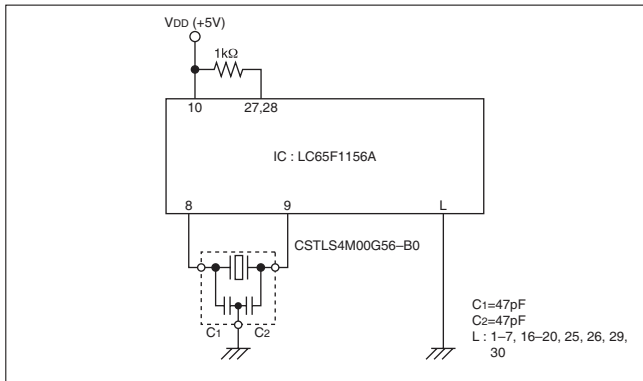 VDD (+5V)
1kΩ
10
27,28
IC : LC65F1156A
8
9
L
CSTLS4M00G56–B0
C1
C2
C1=47pF
C2=47pF
L : 1–7, 16–20, 25, 26, 29,
30